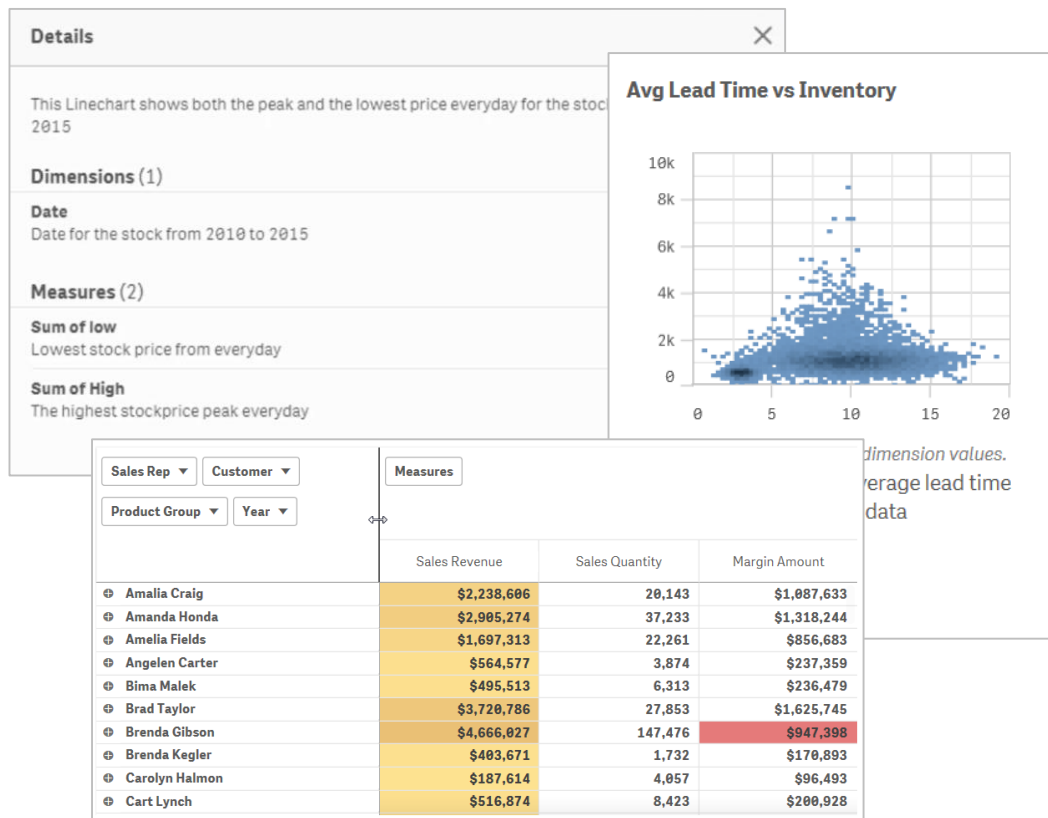 Details
This Linechart shows both the peak and the lowest price everyday for the
2015
Dimensions (1)
Date
Date for the stock from 2010 to 2015
Measures (2)
Sum of low
Lowest stock price from everyday
Sum of High
The highest stockprice peak everyday
Avg Lead Time vs Inventory
10k
8k
6k
4k
2k
0
0 5 10 15 20
dimension values.
lead time
data
Sales Rep Customer Measures
Product Group Year
Sales Revenue Sales Quantity Margin Amount
Amalia Craig $2,238,606 20,143 $1,087,633
Amanda Honda $2,905,274 37,233 $1,318,244
Amelia Fields $1,697,313 22,261 $856,683
Angelen Carter $564,577 3,874 $237,359
Bima Malek $495,513 6,313 $236,479
Brad Taylor $3,720,786 27,853 $1,625,745
Brenda Gibson $4,666,027 147,476 $947,398
Brenda Kegler $403,671 1,732 $170,893
Carolyn Halmon $187,614 4,057 $96,493
Cart Lynch $516,874 8,423 $200,928